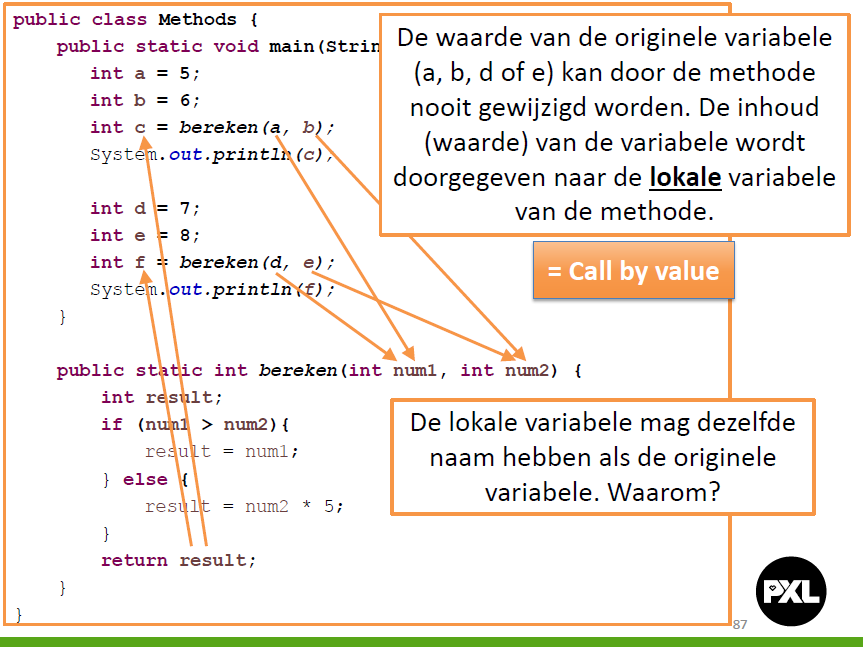 public class Methods {
public static void main(Strin
int a = 5;
int b = 6;
int c = bereken(a, b);
System.out.println(c);
int d = 7;
int e = 8;
int f = bereken(d, e);
System.out.println(f);
}
De waarde van de originele variabele
(a, b, d of e) kan door de methode
nooit gewijzigd worden. De inhoud
(waarde) van de variabele wordt
doorgegeven naar de lokale variabele
van de methode.
= Call by value
public static int bereken(int num1, int num2) {
int result;
if (num1 > num2){
result = num1;
} else {
result = num2 * 5;
}
return result;
}
}
De lokale variabele mag dezelfde
naam hebben als de originele
variabele. Waarom?
PXL
87